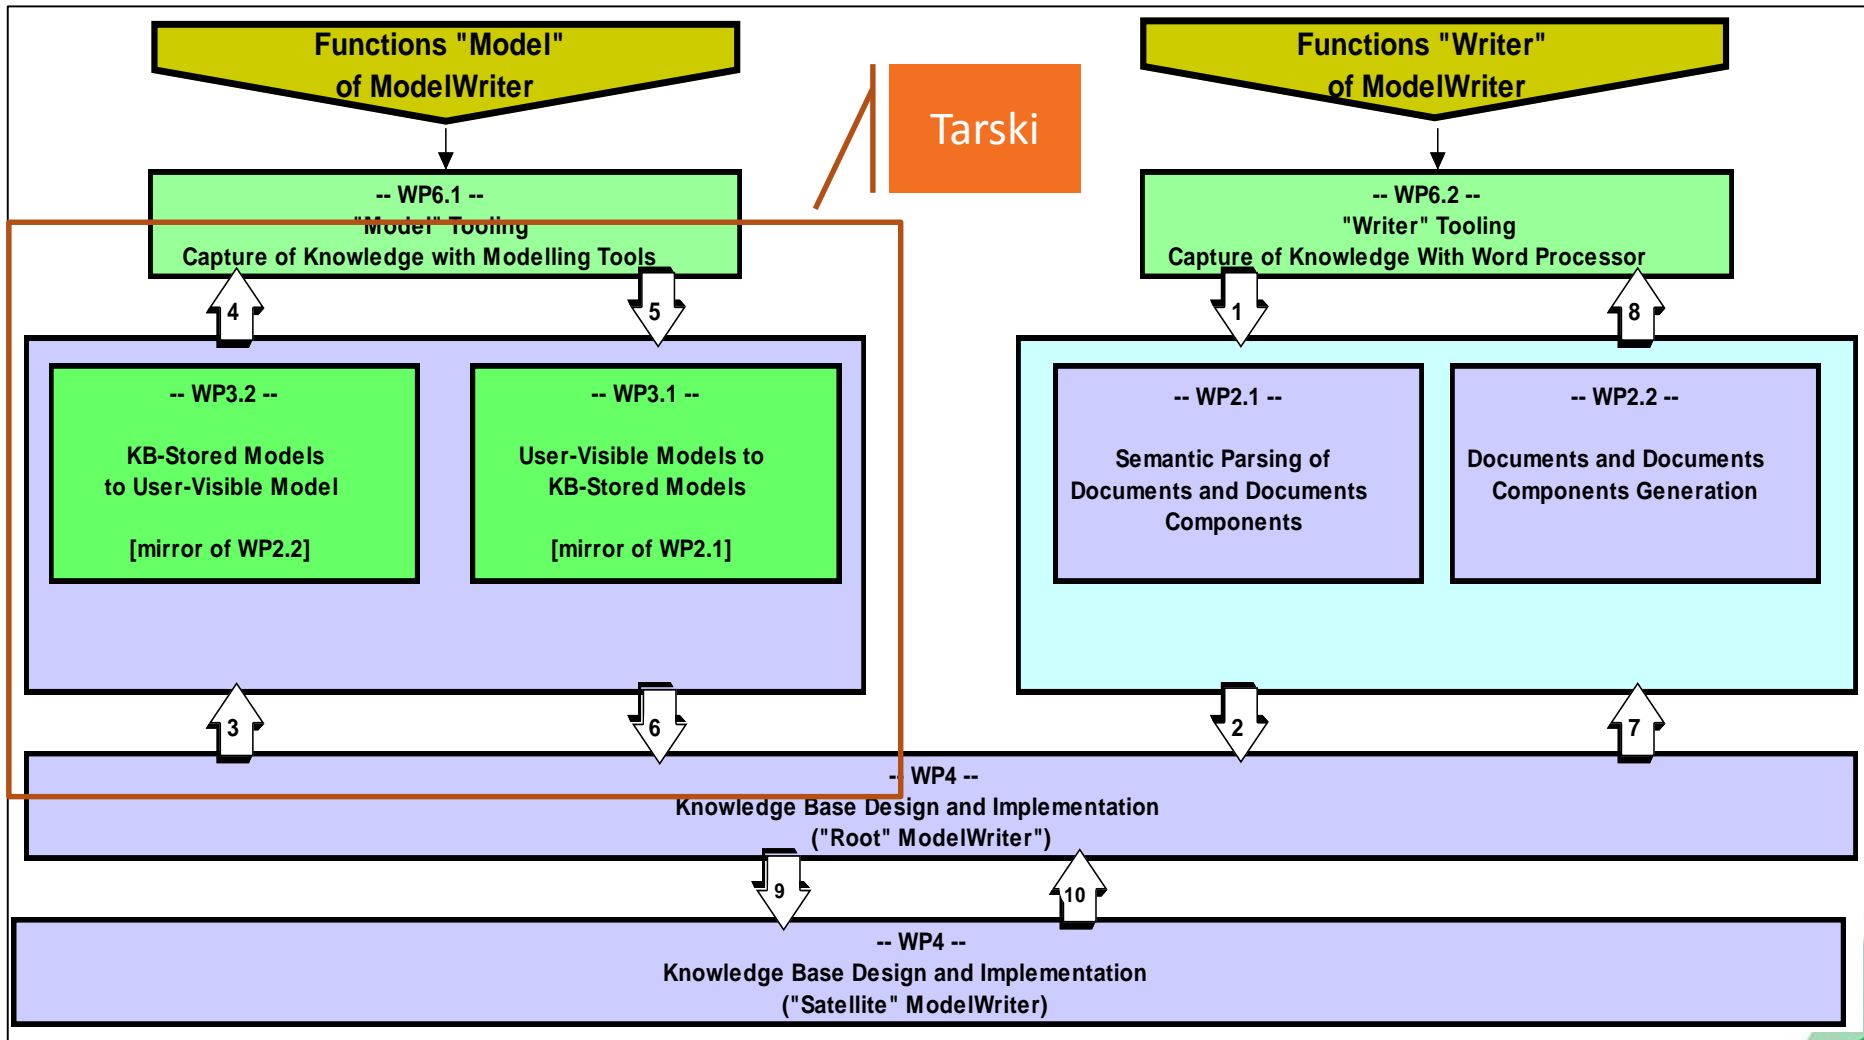 Functions "Model"
of ModelWriter
Functions "Writer"
of ModelWriter
Tarski
-- WP6.1 --
"Model" Tooling
Capture of Knowledge with Modelling Tools
-- WP6.2 --
"Writer" Tooling
Capture of Knowledge With Word Processor
4
5
1
8
-- WP3.2 --
KB-Stored Models
to User-Visible Model
[mirror of WP2.2]
-- WP3.1 --
User-Visible Models to
KB-Stored Models
[mirror of WP2.1]
-- WP2.1 --
Semantic Parsing of
Documents and Documents
Components
-- WP2.2 --
Documents and Documents
Components Generation
3
6
2
7
-- WP4 --
Knowledge Base Design and Implementation
("Root" ModelWriter")
9
10
-- WP4 --
Knowledge Base Design and Implementation
("Satellite" ModelWriter)